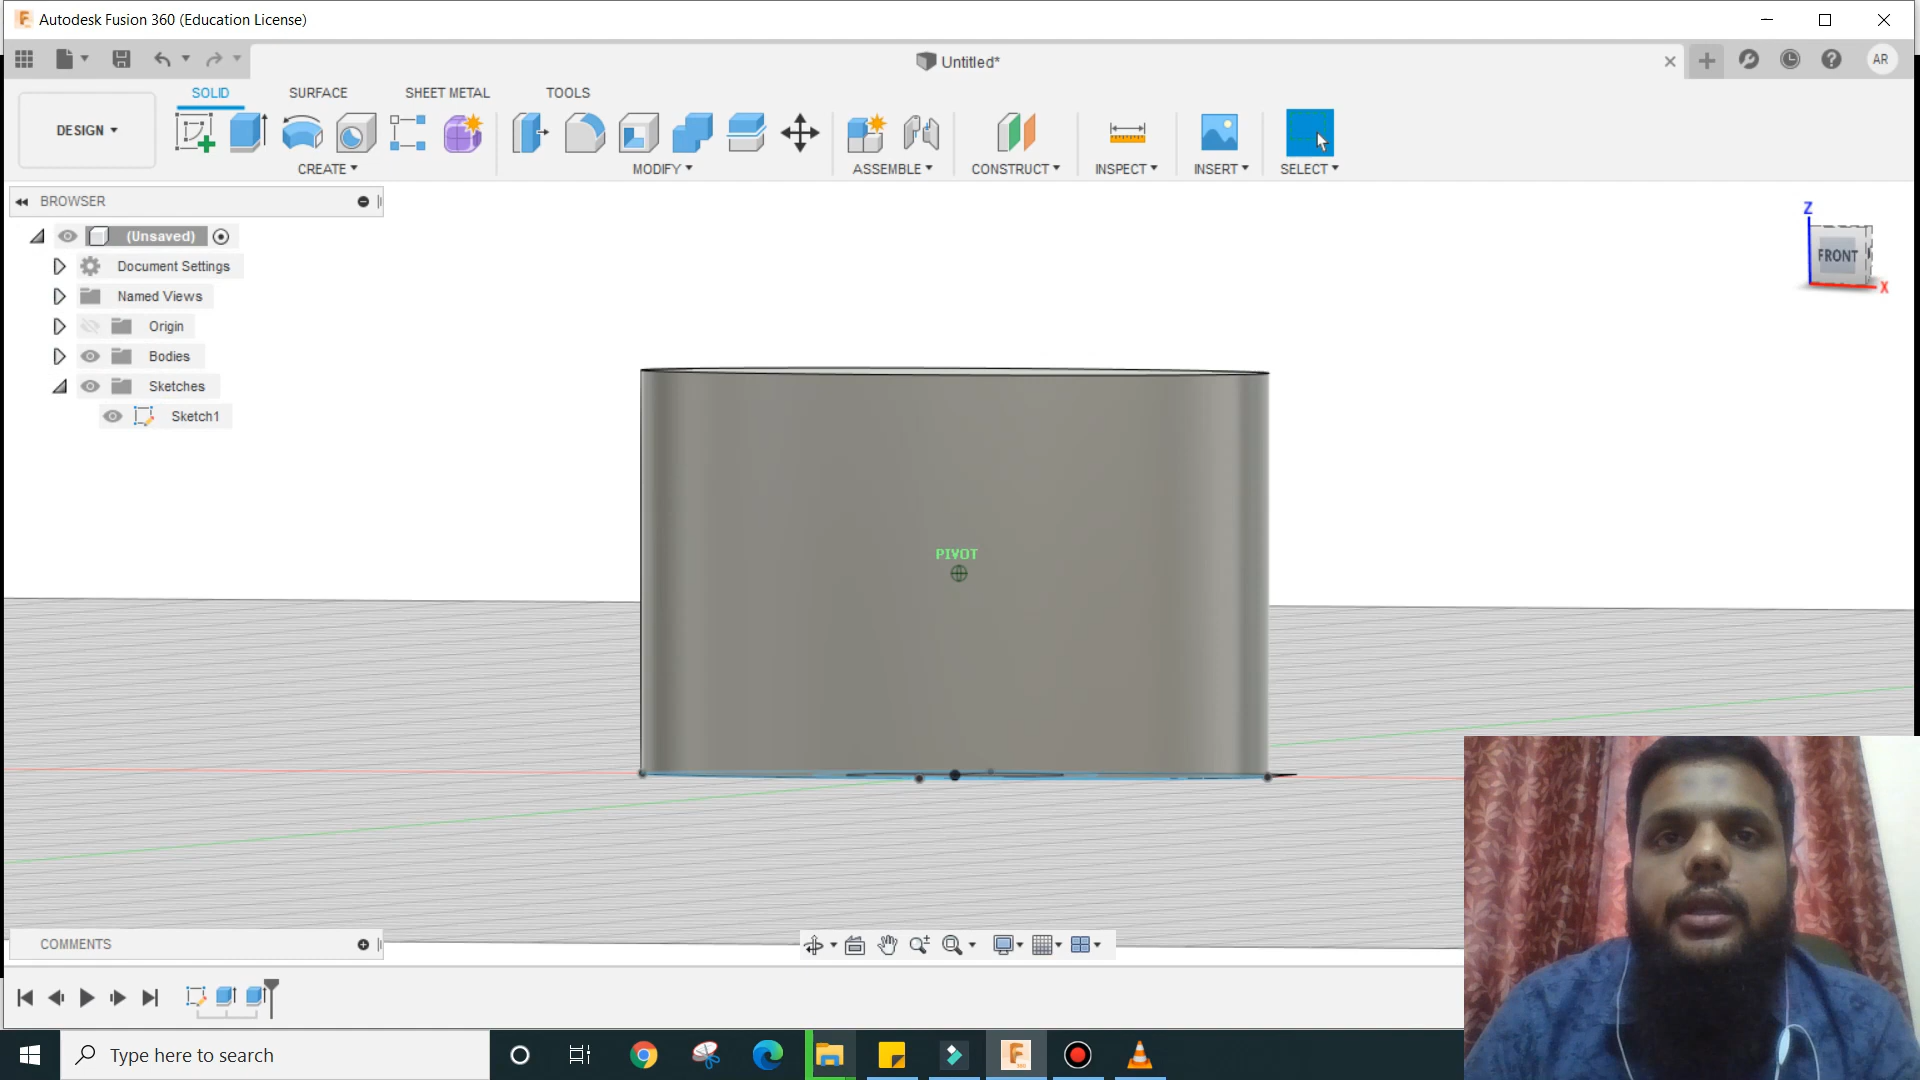 Autodesk Fusion 360 (Education License)
Untitled*
AR
DESIGN
SOLID
SURFACE
SHEET METAL
TOOLS
CREATE
MODIFY
ASSEMBLE
CONSTRUCT
INSPECT
INSERT
SELECT
BROWSER
(Unsaved)
Document Settings
Named Views
Origin
Bodies
Sketches
Sketch1
Z
FRONT
X
PIVOT
COMMENTS
Type here to search